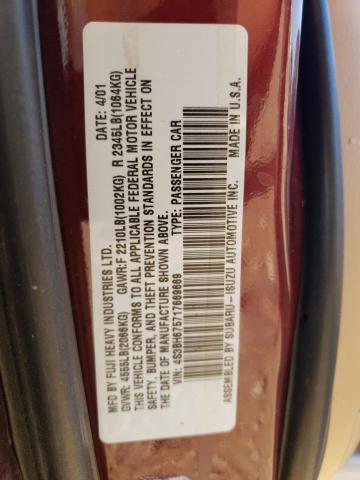 MFD BY FUJI HEAVY INDUSTRIES LTD. DATE: 4/01
GVWR: 4555LB(2066KG) GAWR:F 2210LB(1002KG) R 2345LB(1064KG)
THIS VEHICLE CONFORMS TO ALL APPLICABLE FEDERAL MOTOR VEHICLE
SAFETY, BUMPER, AND THEFT PREVENTION STANDARDS IN EFFECT ON
THE DATE OF MANUFACTURE SHOWN ABOVE.
VIN: 4S3BH675717669669 TYPE: PASSENGER CAR
ASSEMBLED BY SUBARU-ISUZU AUTOMOTIVE INC. MADE IN U.S.A.